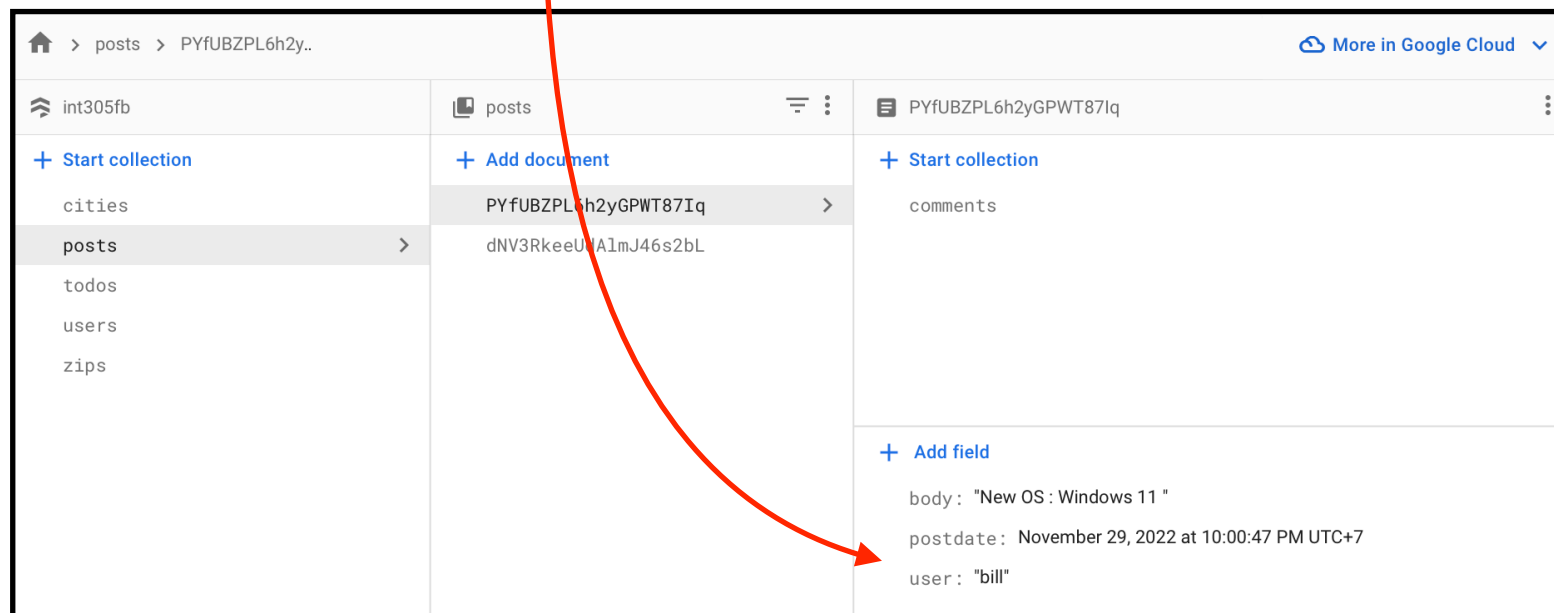 posts PYfUBZPL6h2y.. More in Google Cloud
int305fb
Start collection
cities
posts
todos
users
zips
posts
Add document
PYfUBZPL6h2yGPWT87Iq
PYfUBZPL6h2yGPWT87Iq
Start collection
comments
Add field
body: "New OS : Windows 11 "
postdate: November 29, 2022 at 10:00:47 PM UTC+7
user: "bill"